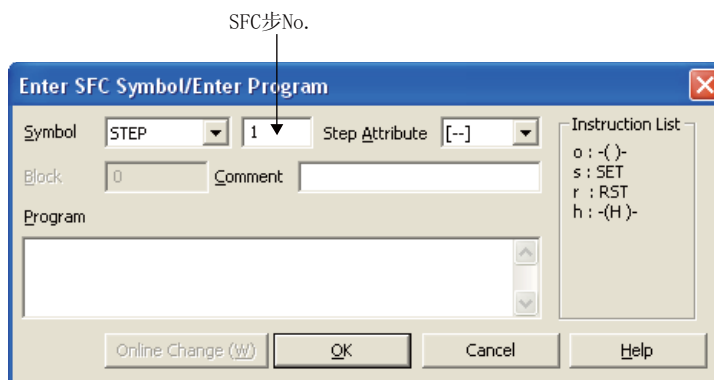 SFC步No.
Enter SFC Symbol/Enter Program
Symbol STEP 1 Step Attribute [--]
Block 0 Comment
Program
Instruction List
o : -( )-
s : SET
r : RST
h : -(H )-
Online Change (W) OK Cancel Help